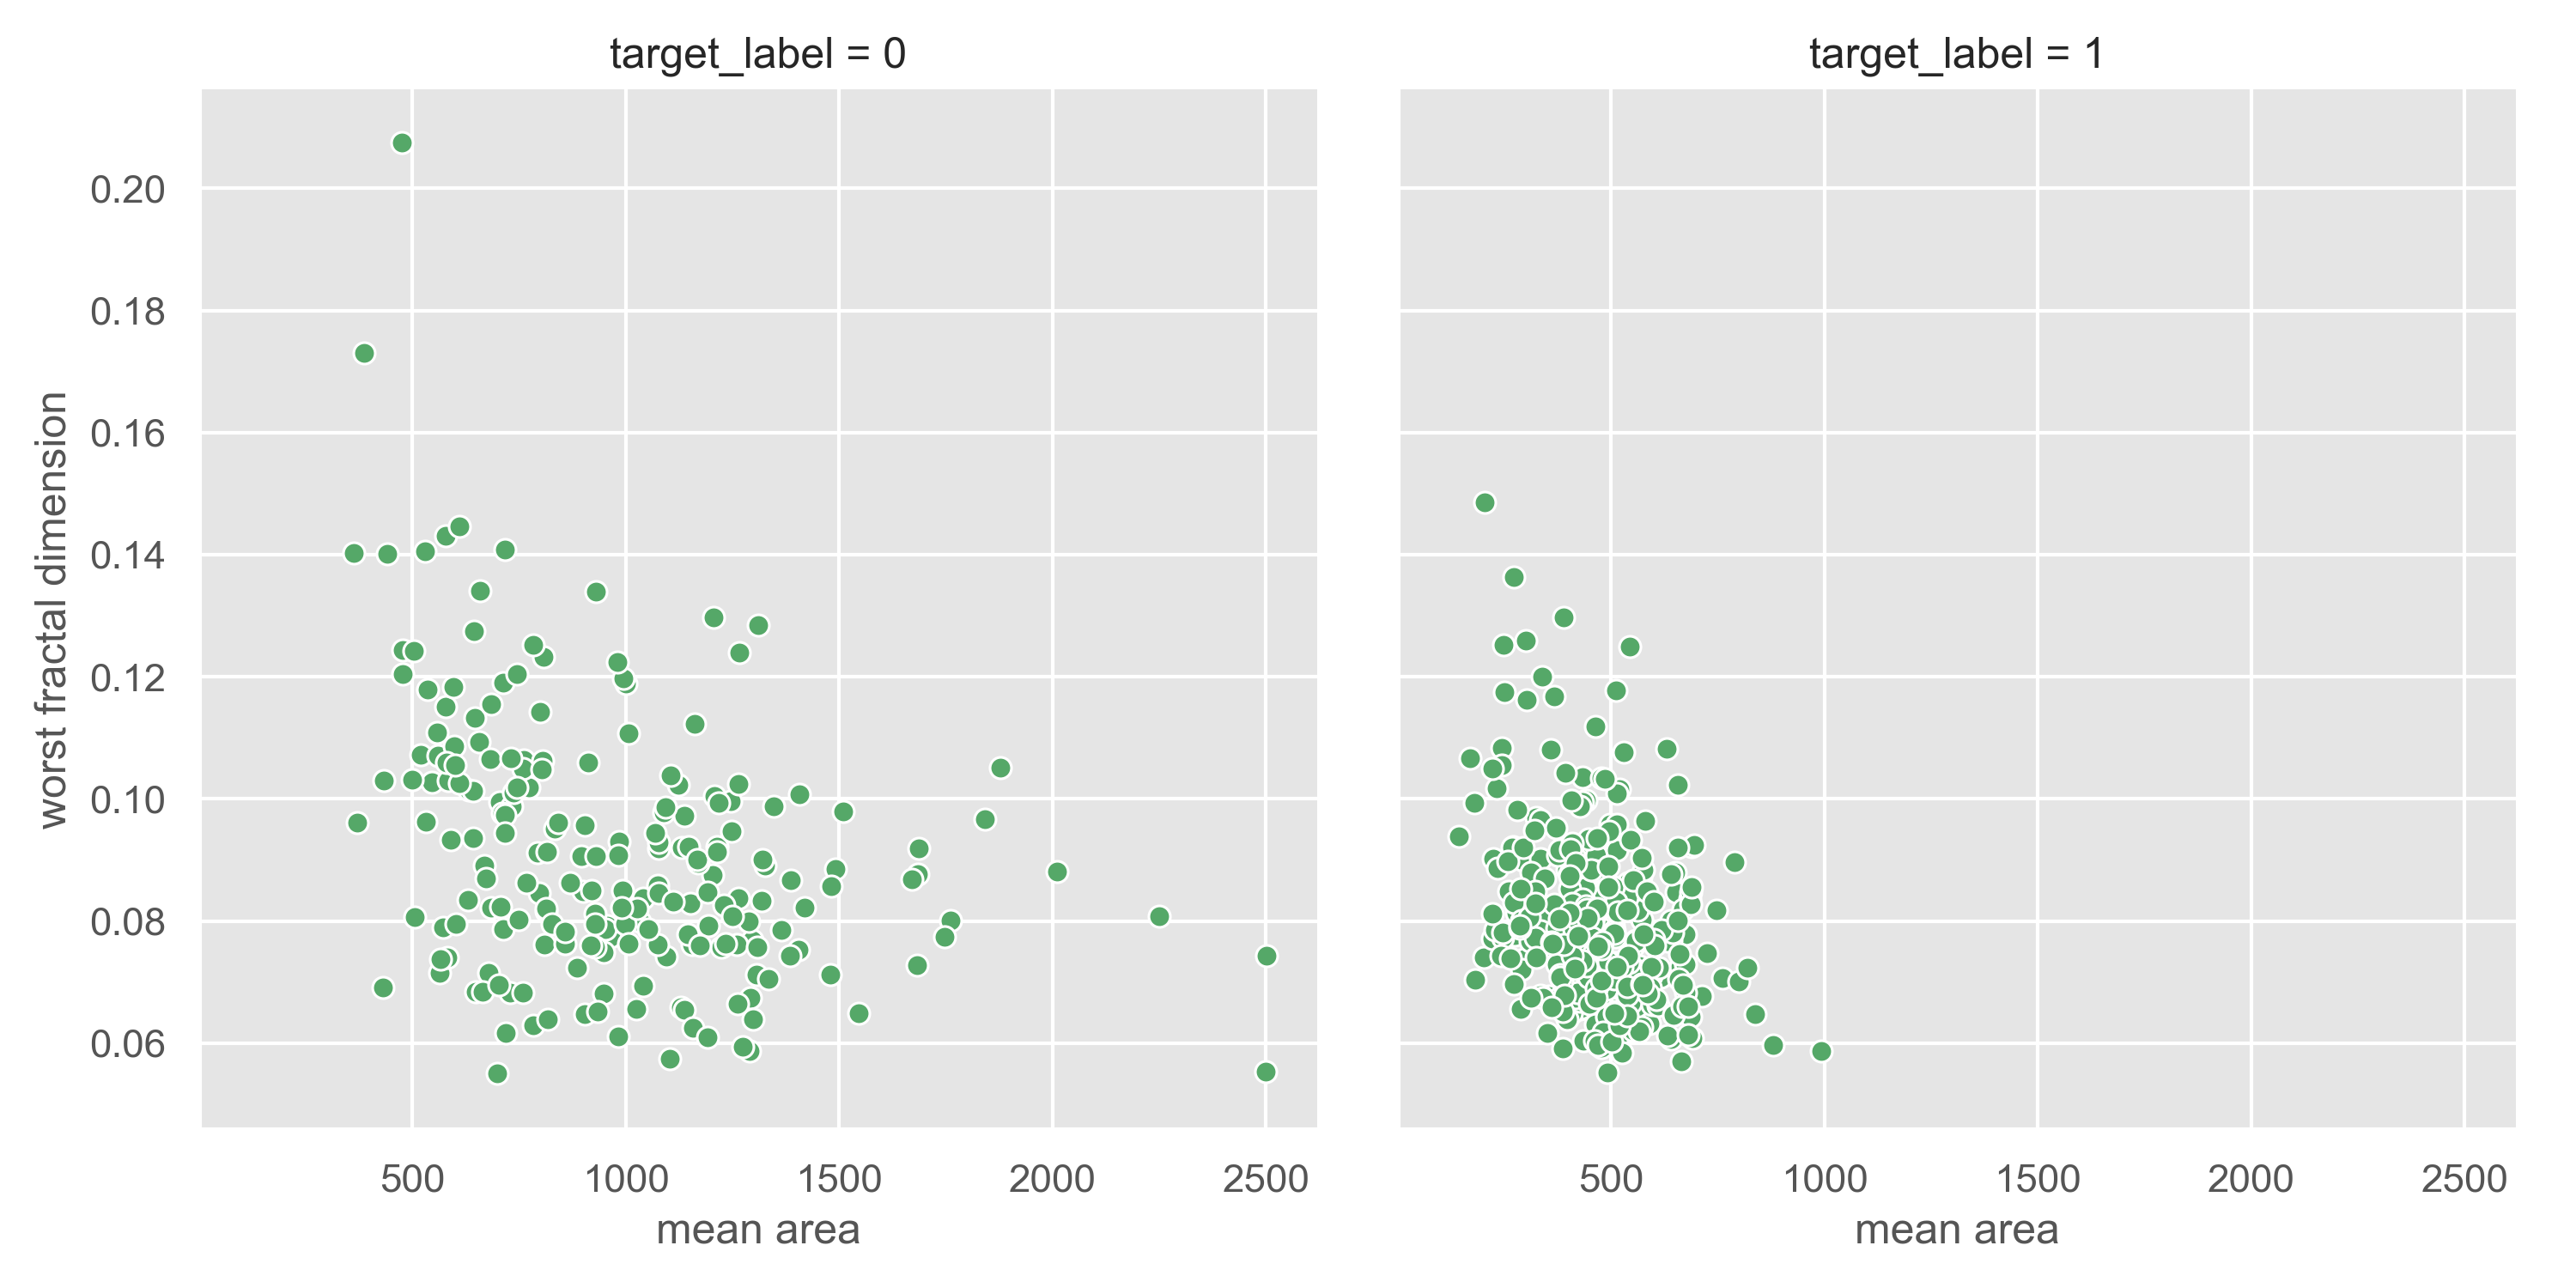 target_label = 0
target_label = 1
worst fractal dimension
0.20
0.18
0.16
0.14
0.12
0.10
0.08
0.06
500 1000 1500 2000 2500
500 1000 1500 2000 2500
mean area
mean area